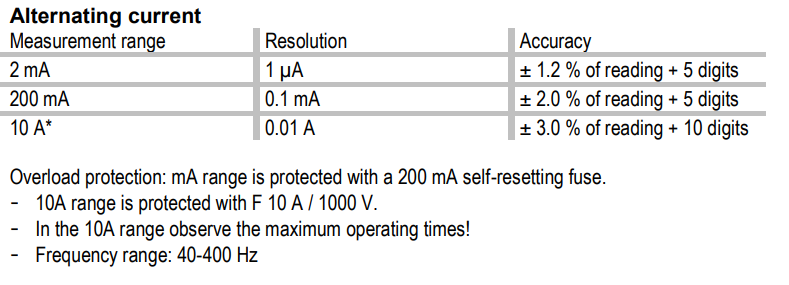 Alternating current
Measurement range Resolution Accuracy
2 mA 1 µA ± 1.2 % of reading + 5 digits
200 mA 0.1 mA ± 2.0 % of reading + 5 digits
10 A* 0.01 A ± 3.0 % of reading + 10 digits
Overload protection: mA range is protected with a 200 mA self-resetting fuse.
- 10A range is protected with F 10 A / 1000 V.
- In the 10A range observe the maximum operating times!
- Frequency range: 40-400 Hz